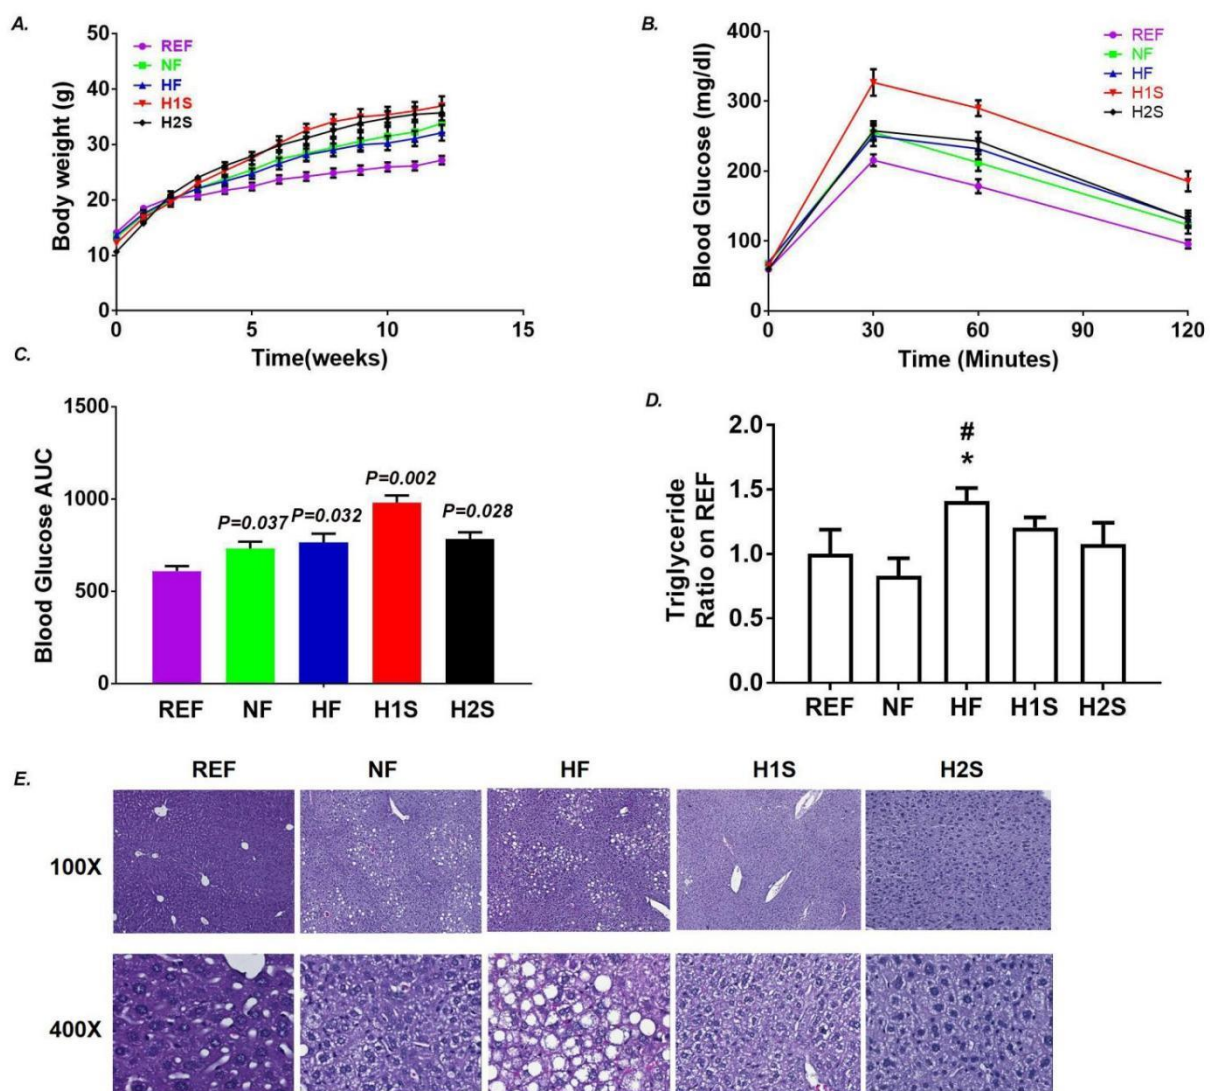 A.
50
40
30
20
10
0
Body weight (g)
REF
NF
HF
H1S
H2S
0 5 10 15
Time(weeks)
B.
400
300
200
100
0
Blood Glucose (mg/dl)
REF
NF
HF
H1S
H2S
0 30 60 90 120
Time (Minutes)
C.
1500
1000
500
0
Blood Glucose AUC
P=0.037
P=0.032
P=0.002
P=0.028
REF NF HF H1S H2S
D.
2.0
1.5
1.0
0.5
0.0
Triglyceride
Ratio on REF
#
*
REF NF HF H1S H2S
E.
REF NF HF H1S H2S
100X
400X